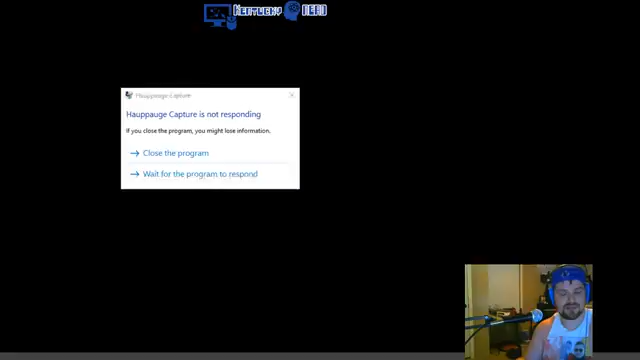 Kentucky NERD
Hauppauge Capture
Hauppauge Capture is not responding
If you close the program, you might lose information.
Close the program
Wait for the program to respond